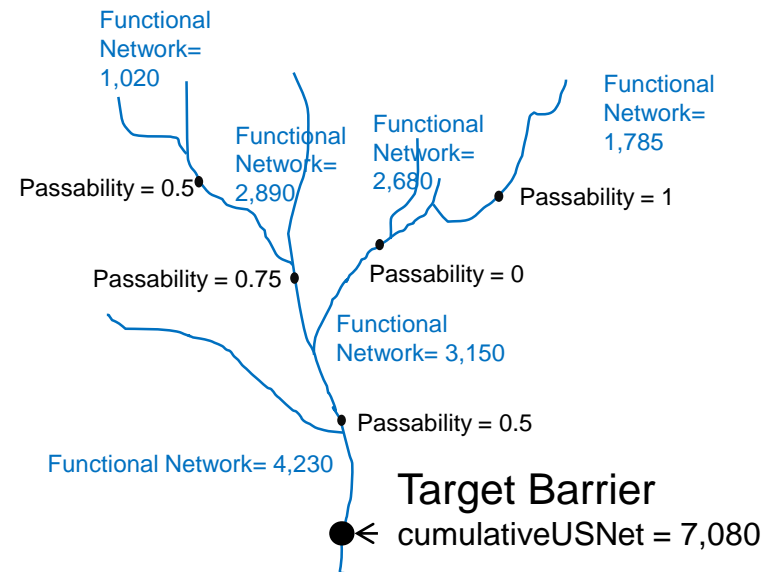 Functional
Network=
1,020
Functional
Network=
2,890
Functional
Network=
2,680
Functional
Network=
1,785
Passability = 0.5
Passability = 1
Passability = 0.75
Passability = 0
Functional
Network= 3,150
Passability = 0.5
Functional Network= 4,230
Target Barrier
cumulativeUSNet = 7,080